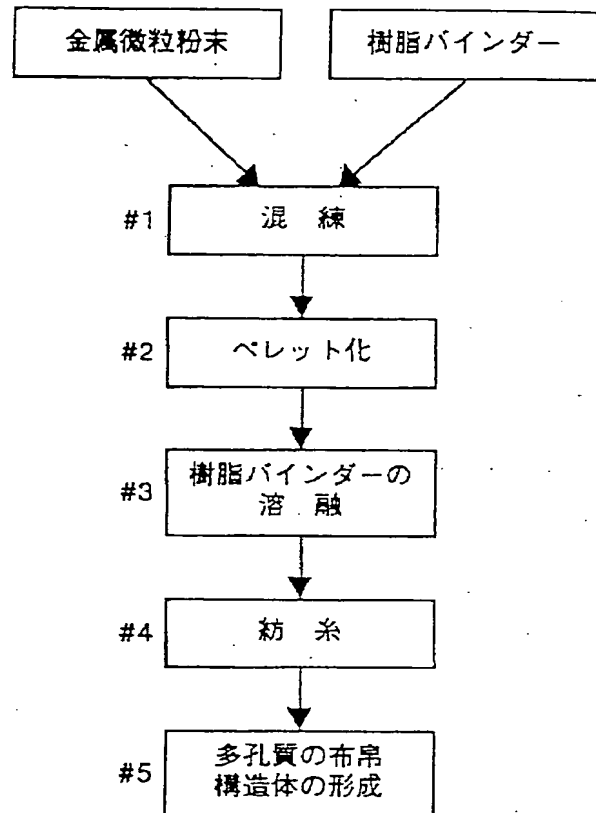 金属微粒粉末
樹脂バインダー
#1
混 練
#2
ペレット化
#3
樹脂バインダーの
溶 融
#4
紡 糸
#5
多孔質の布帛
構造体の形成